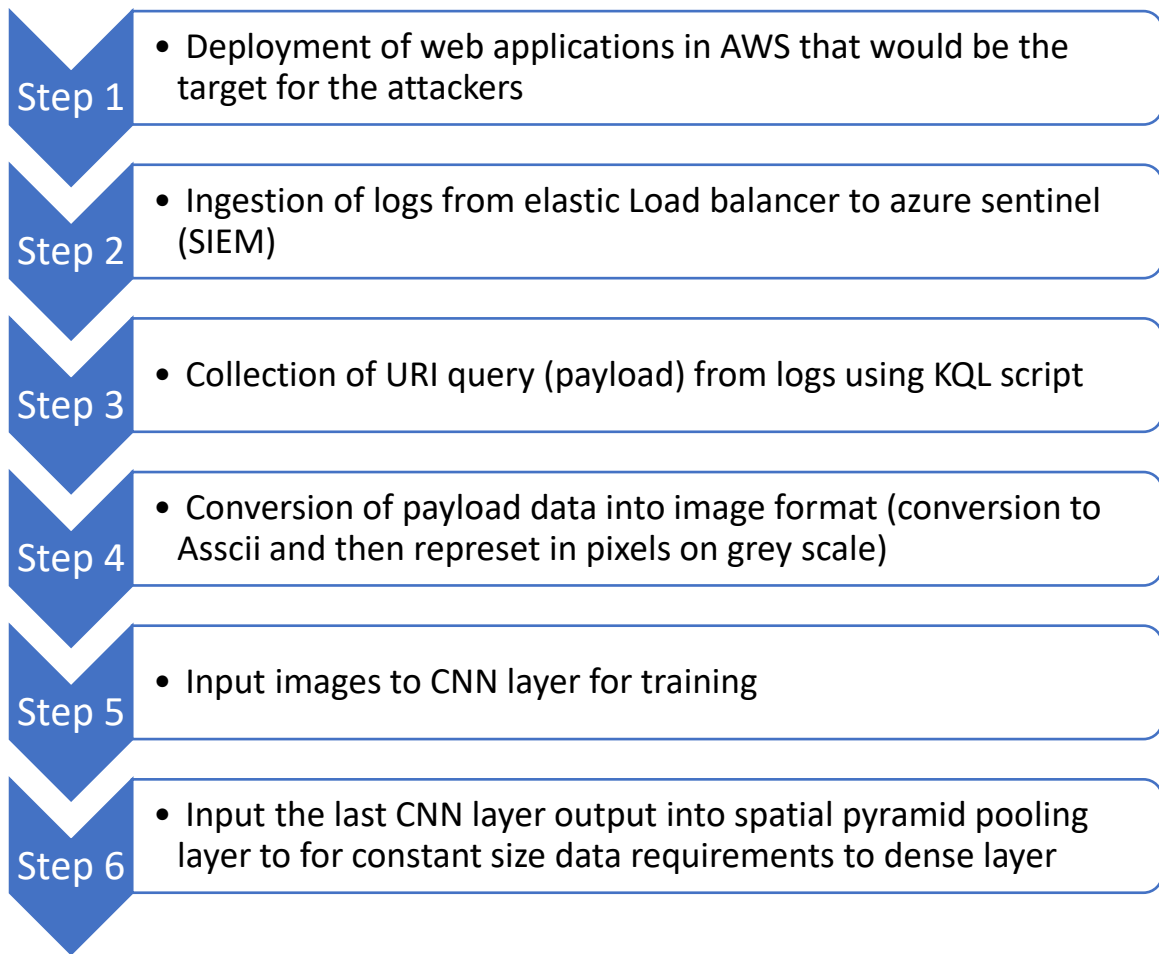 Step 1
• Deployment of web applications in AWS that would be the
target for the attackers
Step 2
• Ingestion of logs from elastic Load balancer to azure sentinel
(SIEM)
Step 3
• Collection of URI query (payload) from logs using KQL script
Step 4
• Conversion of payload data into image format (conversion to
Asscii and then represet in pixels on grey scale)
Step 5
• Input images to CNN layer for training
Step 6
• Input the last CNN layer output into spatial pyramid pooling
layer to for constant size data requirements to dense layer